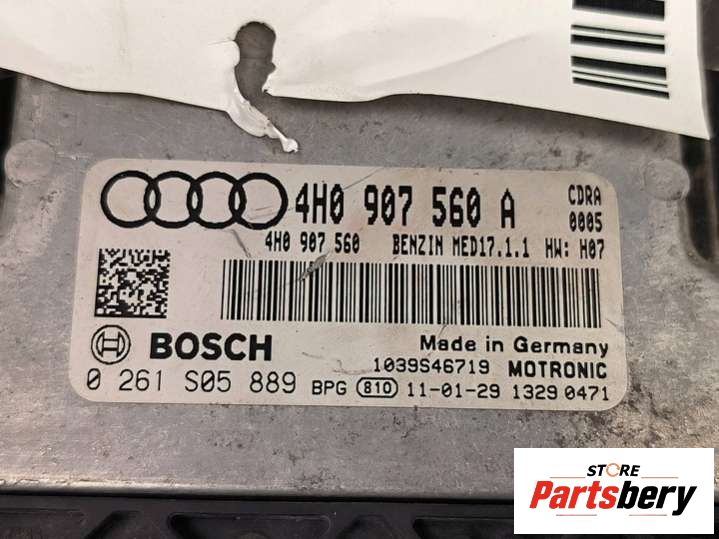 4H0 907 560 A CDRA
0005
4H0 907 560 BENZIN MED17.1.1 HW: H07
BOSCH Made in Germany
1039S46719 MOTRONIC
0 261 S05 889 BPG 810 11-01-29 1329 0471
STORE
Partsbery